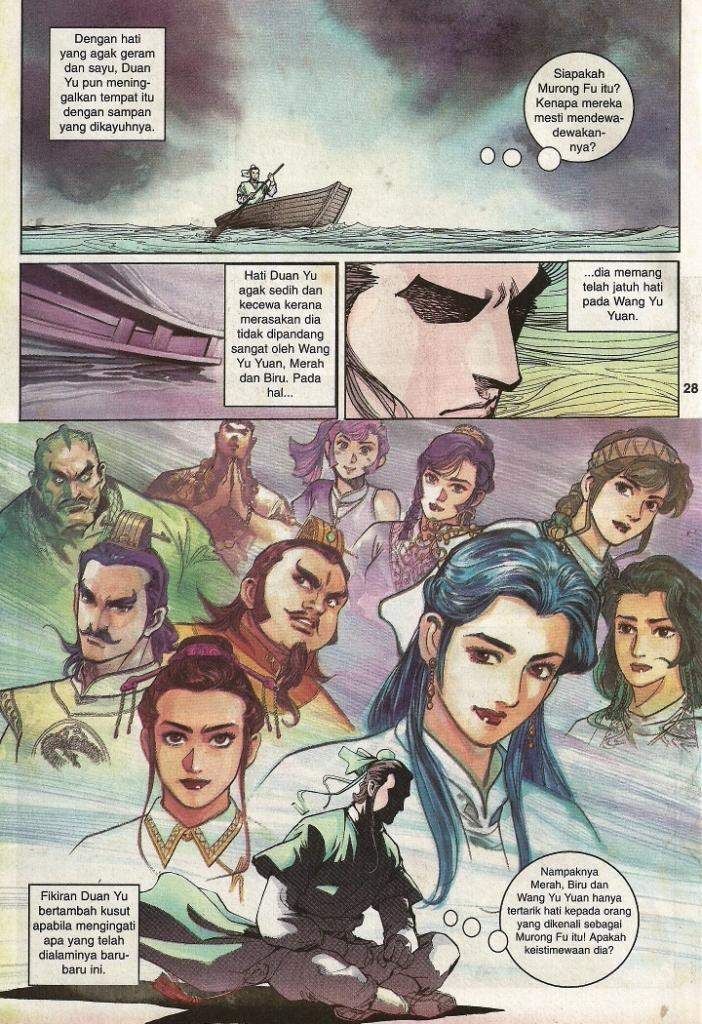 Dengan hati
yang agak geram
dan sayu, Duan
Yu pun mening-
galkan tempat itu
dengan sampan
yang dikayuhnya.
Siapakah
Murong Fu itu?
Kenapa mereka
mesti mendewa-
dewakan-
nya?
Hati Duan Yu
agak sedih dan
kecewa kerana
merasakan dia
tidak dipandang
sangat oleh Wang
Yu Yuan, Merah
dan Biru. Pada
hal...
...dia memang
telah jatuh hati
pada Wang Yu
Yuan.
28
Fikiran Duan Yu
bertambah kusut
apabila mengingati
apa yang telah
dialaminya baru-
baru ini.
Nampaknya
Merah, Biru dan
Wang Yu Yuan hanya
tertarik hati kepada orang
yang dikenali sebagai
Murong Fu itu! Apakah
keistimewaan dia?